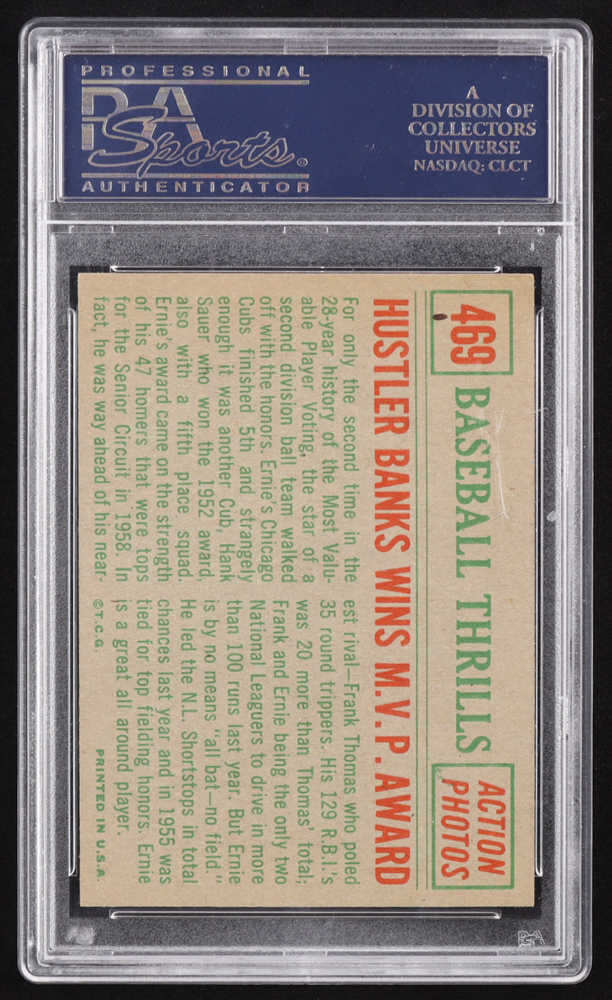 PROFESSIONAL
PSA
Sports®
AUTHENTICATOR
A
DIVISION OF
COLLECTORS
UNIVERSE
NASDAQ: CLCT
469
BASEBALL THRILLS
ACTION
PHOTOS
HUSTLER BANKS WINS M.V.P. AWARD
For only the second time in the
28-year history of the Most Valu-
able Player Voting, the star of a
second division ball team walked
off with the honors. Ernie's Chicago
Cubs finished 5th and strangely
enough it was another Cub, Hank
Sauer who won the 1952 award,
also with a fifth place squad.
Ernie's award came on the strength
of his 47 homers that were tops
for the Senior Circuit in 1958. In
fact, he was way ahead of his near-
est rival—Frank Thomas who poled
35 round trippers. His 129 R.B.I.'s
was 20 more than Thomas' total;
Frank and Ernie being the only two
National Leaguers to drive in more
than 100 runs last year. But Ernie
is by no means "all bat—no field."
He led the N.L. Shortstops in total
chances last year and in 1955 was
tied for top fielding honors. Ernie
is a great all around player.
©T.C.G.
PRINTED IN U.S.A.